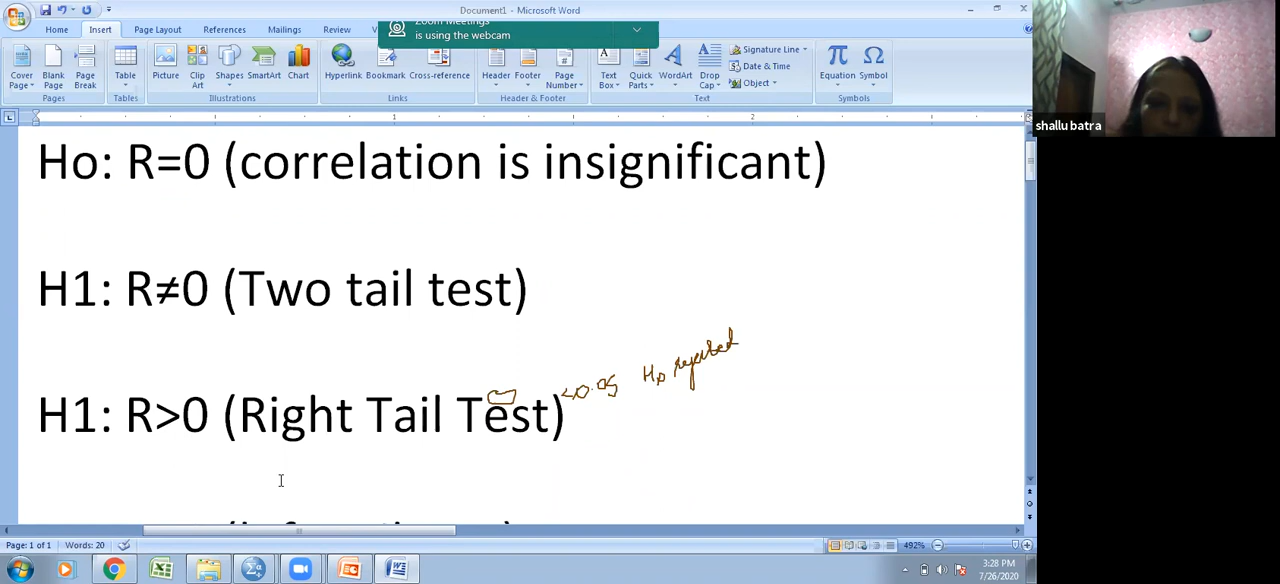 Document1 - Microsoft Word
Zoom Meetings
is using the webcam
Home Insert Page Layout References Mailings Review V
Cover Page Blank Page Page Break Table Picture Clip Art Shapes SmartArt Chart Hyperlink Bookmark Cross-reference Header Footer Page Number Text Box Quick Parts WordArt Drop Cap Signature Line Date & Time Object Equation Symbol
Pages Tables Illustrations Links Header & Footer Text Symbols
shallu batra
1 2
Ho: R=0 (correlation is insignificant)
H1: R≠0 (Two tail test)
<0.05 Ho rejected
H1: R>0 (Right Tail Test)
Page: 1 of 1 Words: 20 492%
3:28 PM
7/26/2020